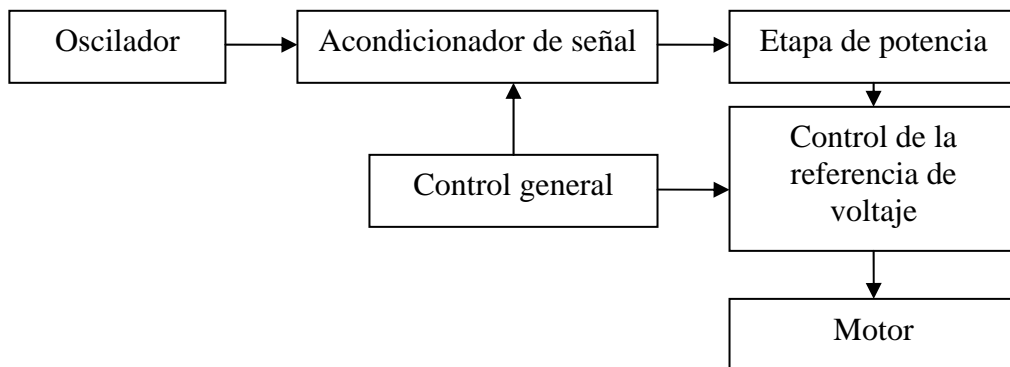 Oscilador
Acondicionador de señal
Etapa de potencia
Control general
Control de la
referencia de
voltaje
Motor